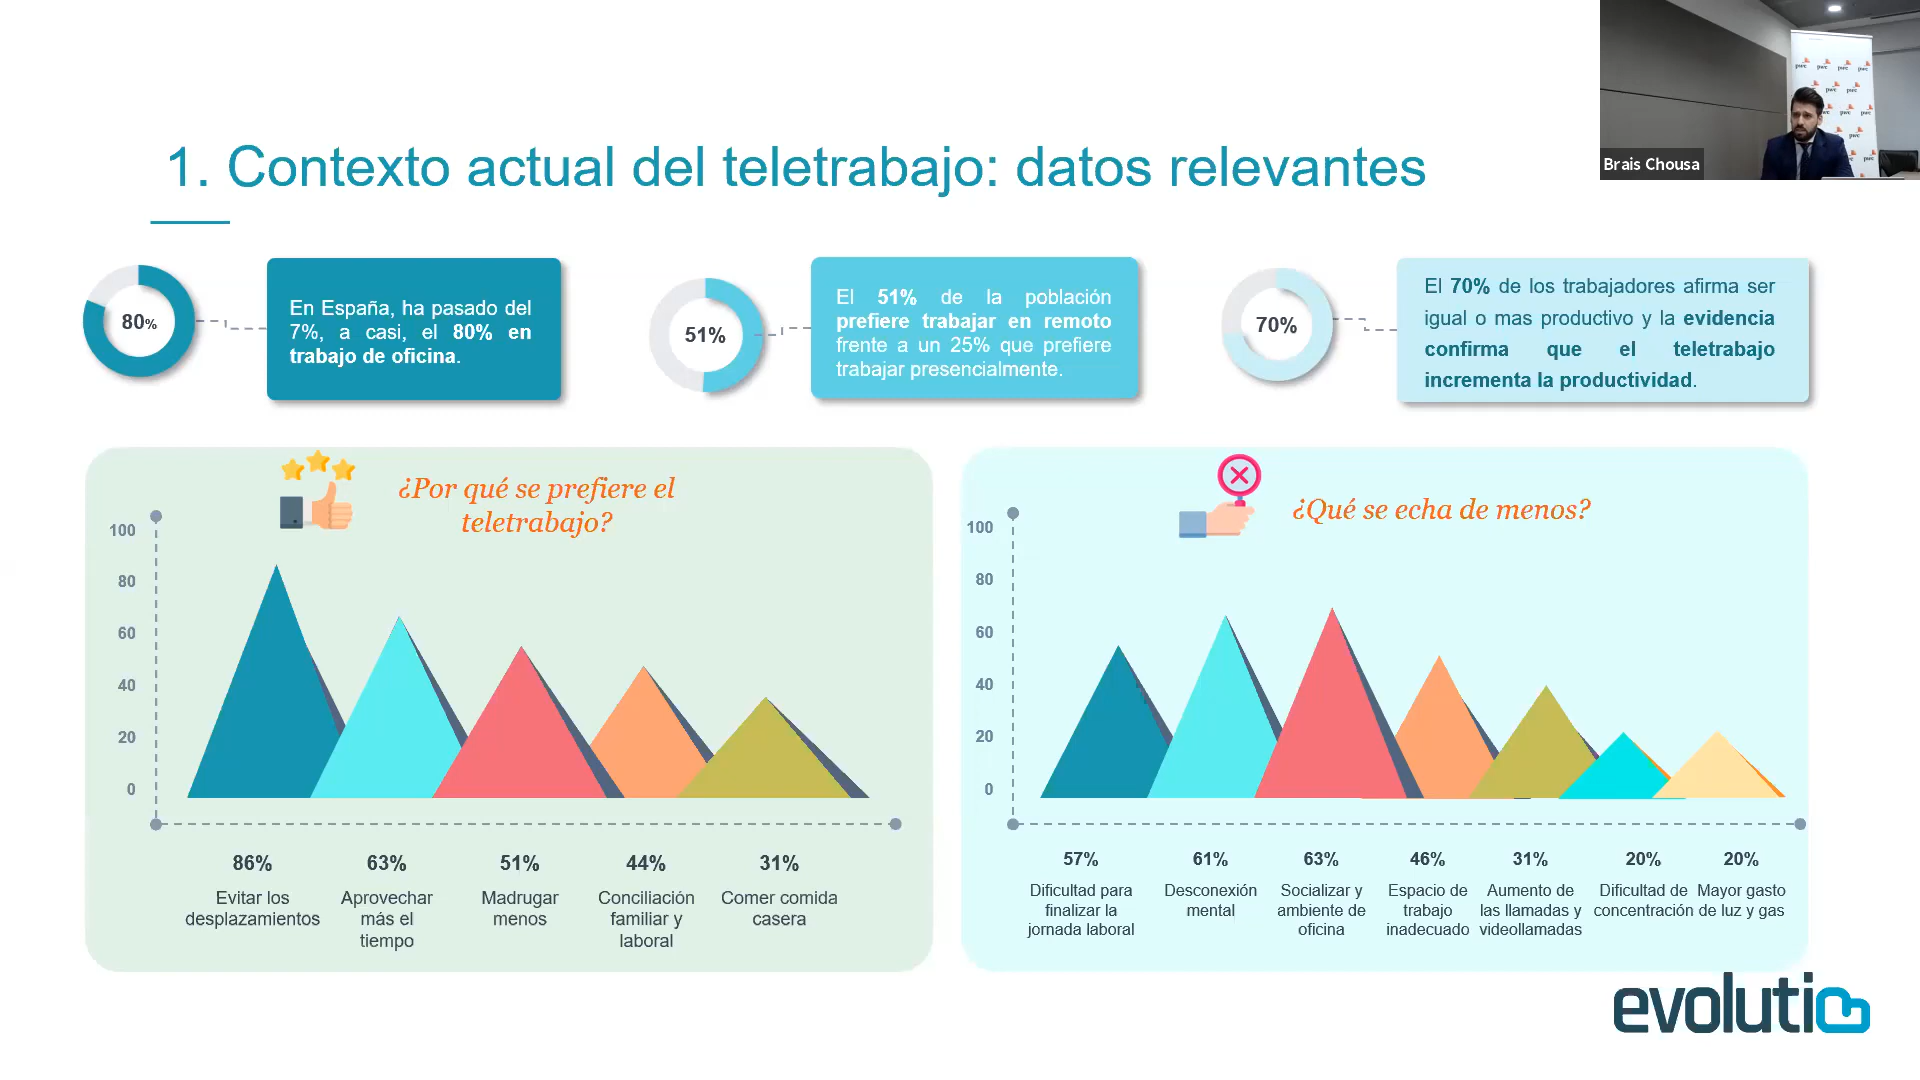 1. Contexto actual del teletrabajo: datos relevantes
Brais Chousa
pwc pwc pwc pwc
pwc pwc
80%
En España, ha pasado del
7%, a casi, el 80% en
trabajo de oficina.
51%
El 51% de la población
prefiere trabajar en remoto
frente a un 25% que prefiere
trabajar presencialmente.
70%
El 70% de los trabajadores afirma ser
igual o mas productivo y la evidencia
confirma que el teletrabajo
incrementa la productividad.
¿Por qué se prefiere el
teletrabajo?
100
80
60
40
20
0
86%
Evitar los
desplazamientos
63%
Aprovechar
más el
tiempo
51%
Madrugar
menos
44%
Conciliación
familiar y
laboral
31%
Comer comida
casera
¿Qué se echa de menos?
100
80
60
40
20
0
57%
Dificultad para
finalizar la
jornada laboral
61%
Desconexión
mental
63%
Socializar y
ambiente de
oficina
46%
Espacio de
trabajo
inadecuado
31%
Aumento de
las llamadas y
videollamadas
20%
Dificultad de
concentración
20%
Mayor gasto
de luz y gas
evolutio